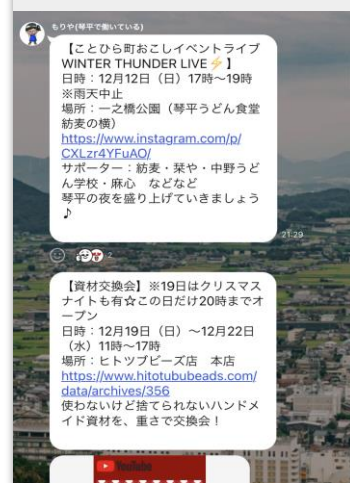 もりや(琴平で働いている)
【ことひら町おこしイベントライブ
WINTER THUNDER LIVE⚡】
日時:12月12日(日)17時〜19時
※雨天中止
場所:一之橋公園(琴平うどん食堂
紡麦の横)
https://www.instagram.com/p/
CXLzr4YFuAO/
サポーター:紡麦・栞や・中野うど
ん学校・麻心 などなど
琴平の夜を盛り上げていきましょう
♪
21:29
2
【資材交換会】※19日はクリスマス
ナイトも有☆この日だけ20時までオ
ープン
日時:12月19日(日)〜12月22日
(水)11時〜17時
場所:ヒトツブビーズ店 本店
https://www.hitotububeads.com/
data/archives/356
使わないけど捨てられないハンドメ
イド資材を、重さで交換会!
YouTube